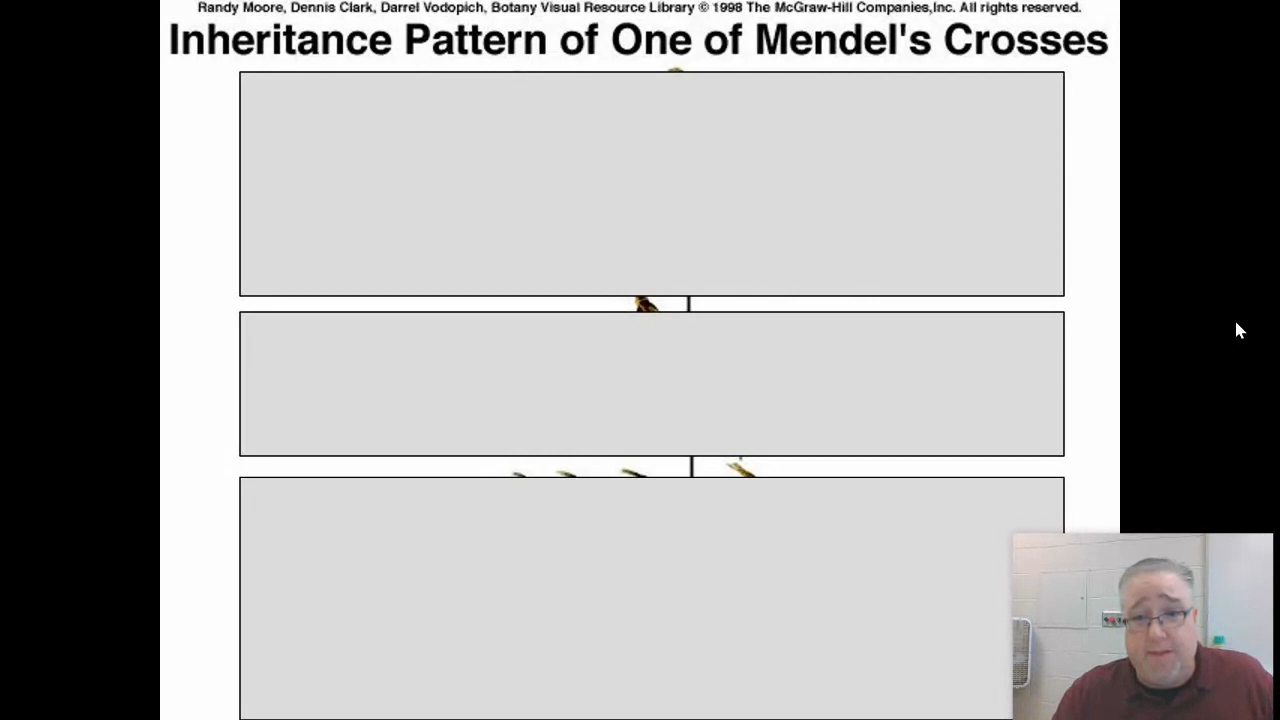 Randy Moore, Dennis Clark, Darrel Vodopich, Botany Visual Resource Library © 1998 The McGraw-Hill Companies,Inc. All rights reserved.
Inheritance Pattern of One of Mendel's Crosses